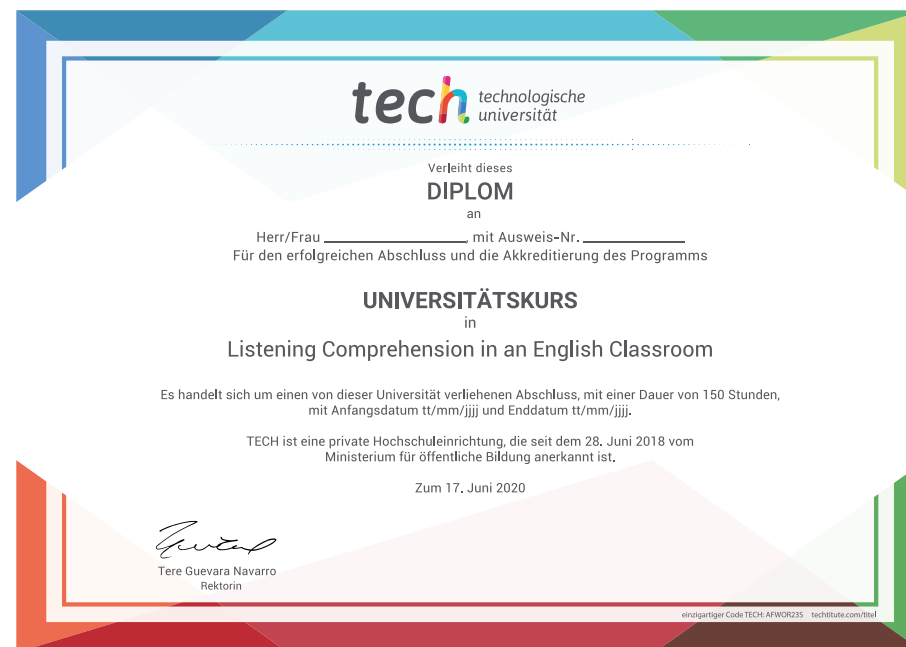 tech technologische
universität
Verleiht dieses
DIPLOM
an
Herr/Frau ____________________, mit Ausweis-Nr. ______________
Für den erfolgreichen Abschluss und die Akkreditierung des Programms
UNIVERSITÄTSKURS
in
Listening Comprehension in an English Classroom
Es handelt sich um einen von dieser Universität verliehenen Abschluss, mit einer Dauer von 150 Stunden,
mit Anfangsdatum tt/mm/jjjj und Enddatum tt/mm/jjjj.
TECH ist eine private Hochschuleinrichtung, die seit dem 28. Juni 2018 vom
Ministerium für öffentliche Bildung anerkannt ist.
Zum 17. Juni 2020
Tere Guevara Navarro
Rektorin
einzigartiger Code TECH: AFWOR23S techtitute.com/titel